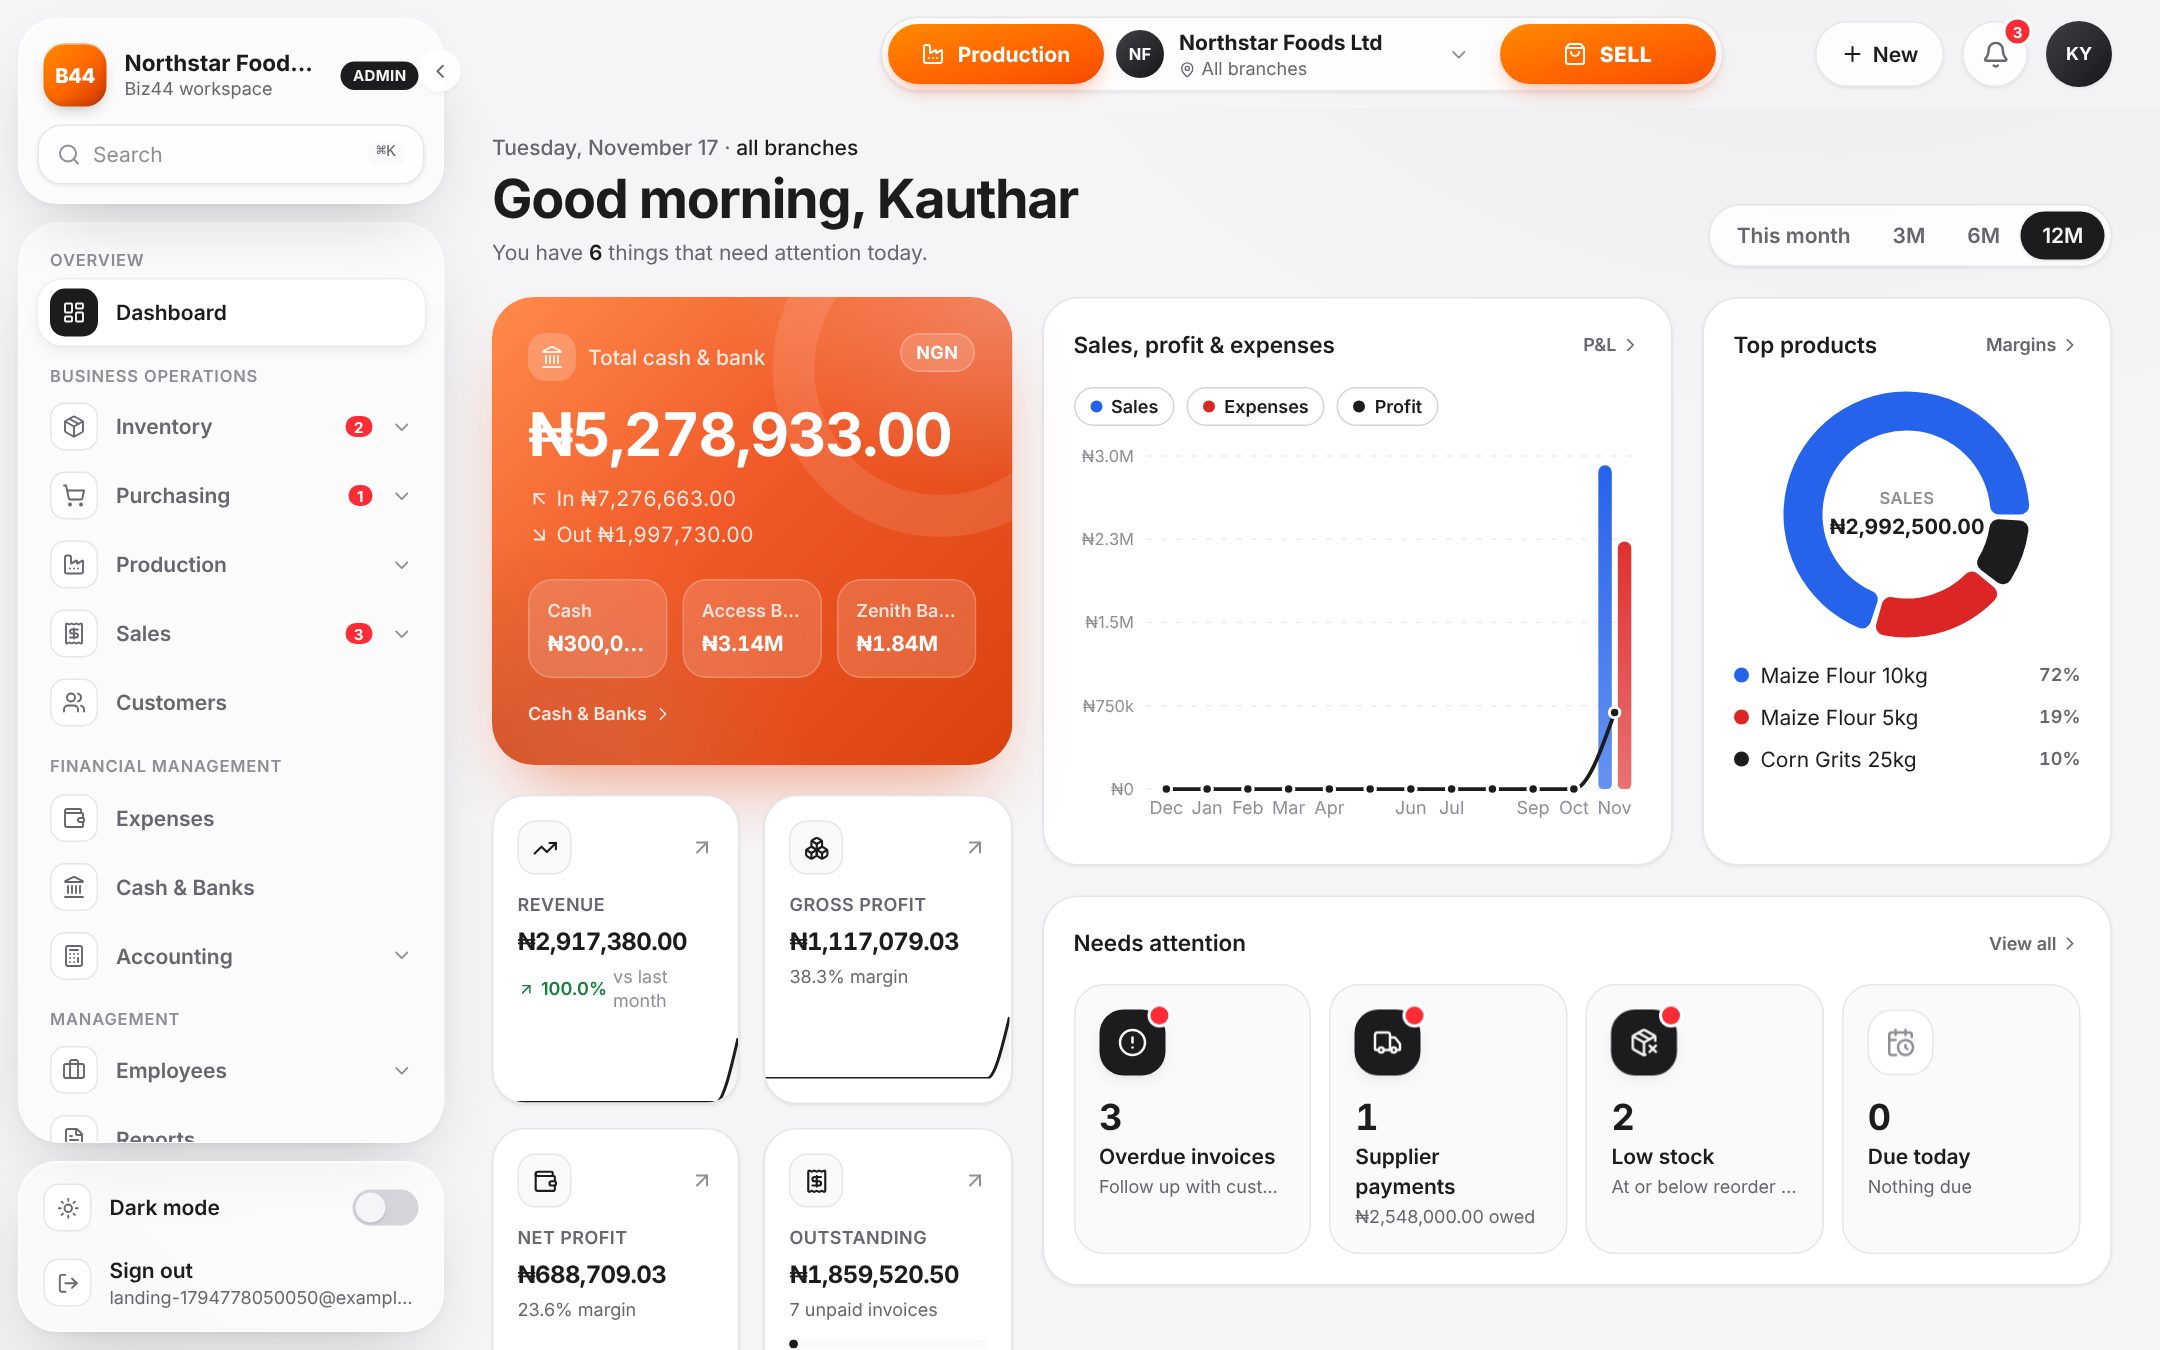 B44
Northstar Food...
Biz44 workspace
ADMIN
Search
⌘K
OVERVIEW
Dashboard
BUSINESS OPERATIONS
Inventory
2
Purchasing
1
Production
Sales
3
Customers
FINANCIAL MANAGEMENT
Expenses
Cash & Banks
Accounting
MANAGEMENT
Employees
Reports
Dark mode
Sign out
landing-1794778050050@exampl...
Production
NF
Northstar Foods Ltd
All branches
SELL
New
3
KY
Tuesday, November 17 · all branches
Good morning, Kauthar
You have 6 things that need attention today.
This month
3M
6M
12M
Total cash & bank
NGN
₦5,278,933.00
In ₦7,276,663.00
Out ₦1,997,730.00
Cash
₦300,0...
Access B...
₦3.14M
Zenith Ba...
₦1.84M
Cash & Banks
REVENUE
₦2,917,380.00
100.0% vs last month
GROSS PROFIT
₦1,117,079.03
38.3% margin
NET PROFIT
₦688,709.03
23.6% margin
OUTSTANDING
₦1,859,520.50
7 unpaid invoices
Sales, profit & expenses
P&L
Sales
Expenses
Profit
₦3.0M
₦2.3M
₦1.5M
₦750k
₦0
Dec Jan Feb Mar Apr Jun Jul Sep Oct Nov
Top products
Margins
SALES
₦2,992,500.00
Maize Flour 10kg 72%
Maize Flour 5kg 19%
Corn Grits 25kg 10%
Needs attention
View all
3
Overdue invoices
Follow up with cust...
1
Supplier
payments
₦2,548,000.00 owed
2
Low stock
At or below reorder ...
0
Due today
Nothing due